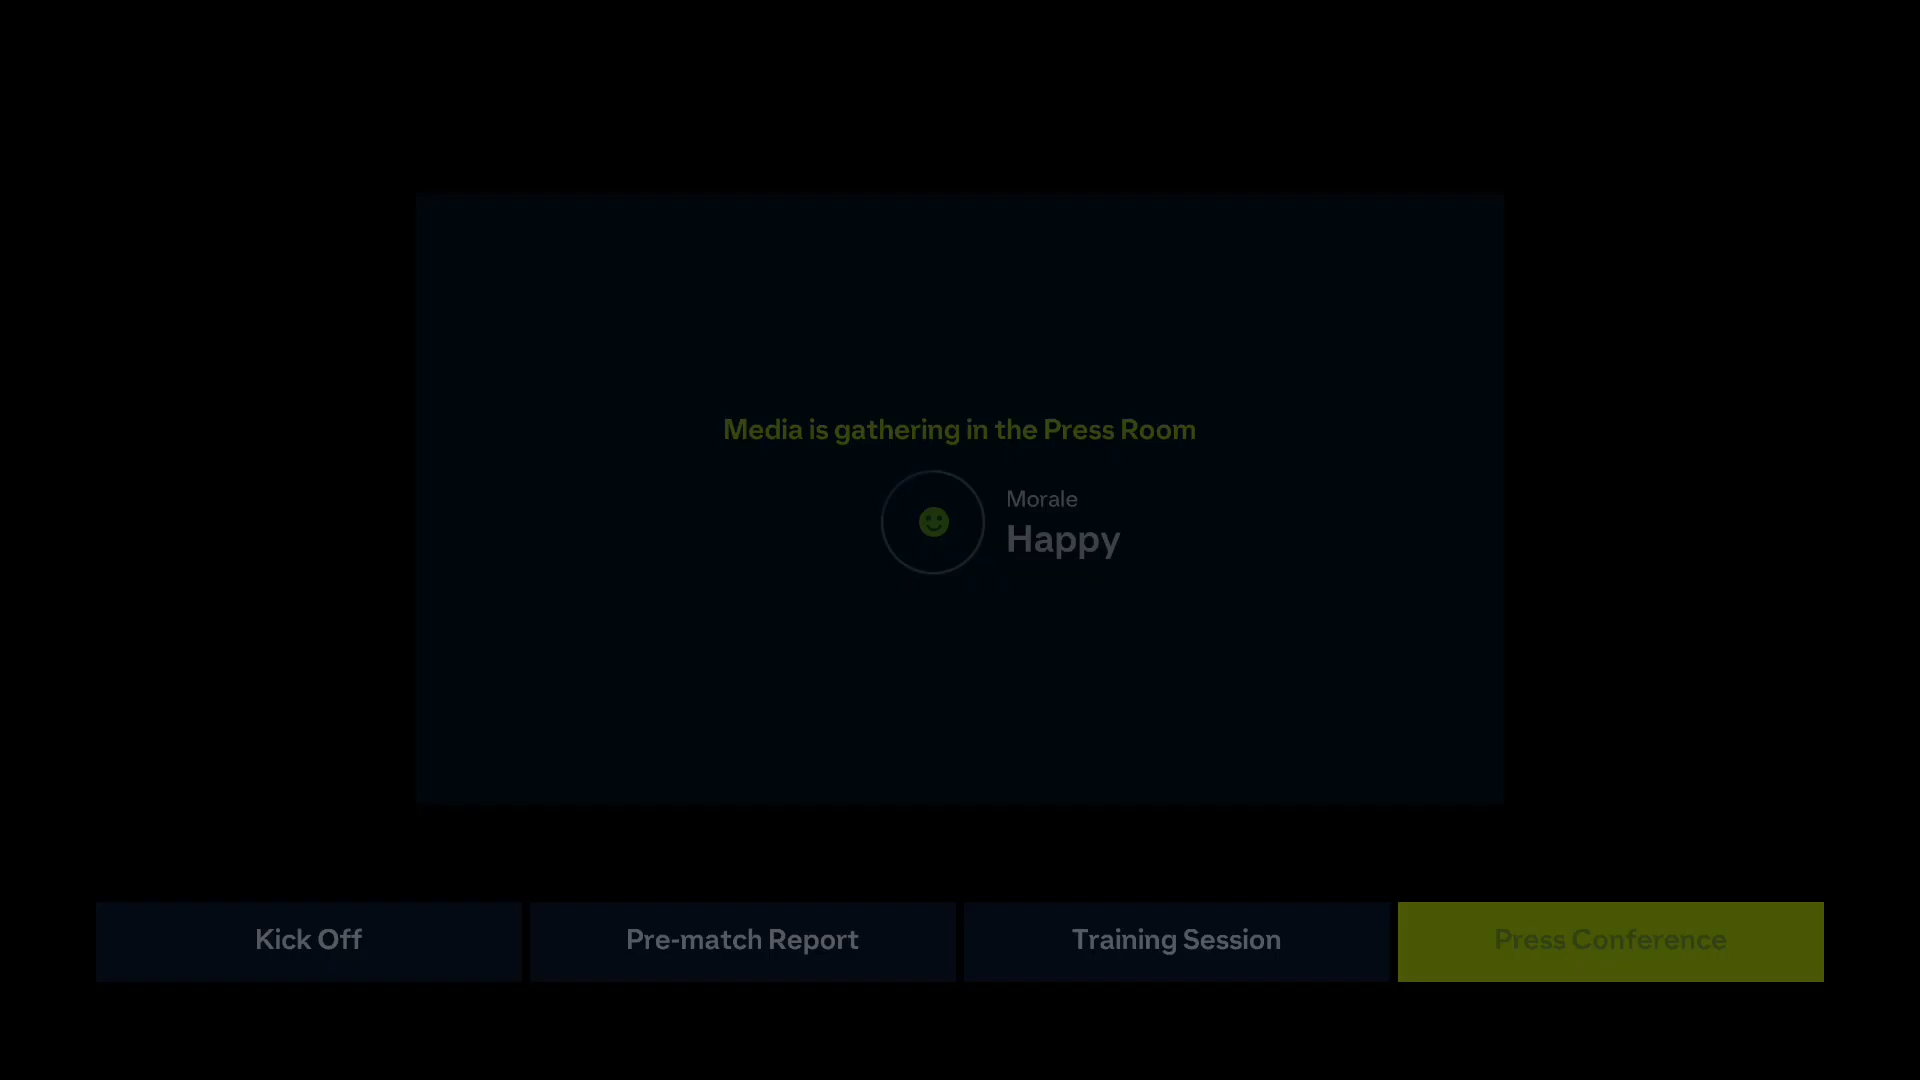 Media is gathering in the Press Room
Morale
Happy
Kick Off
Pre-match Report
Training Session
Press Conference